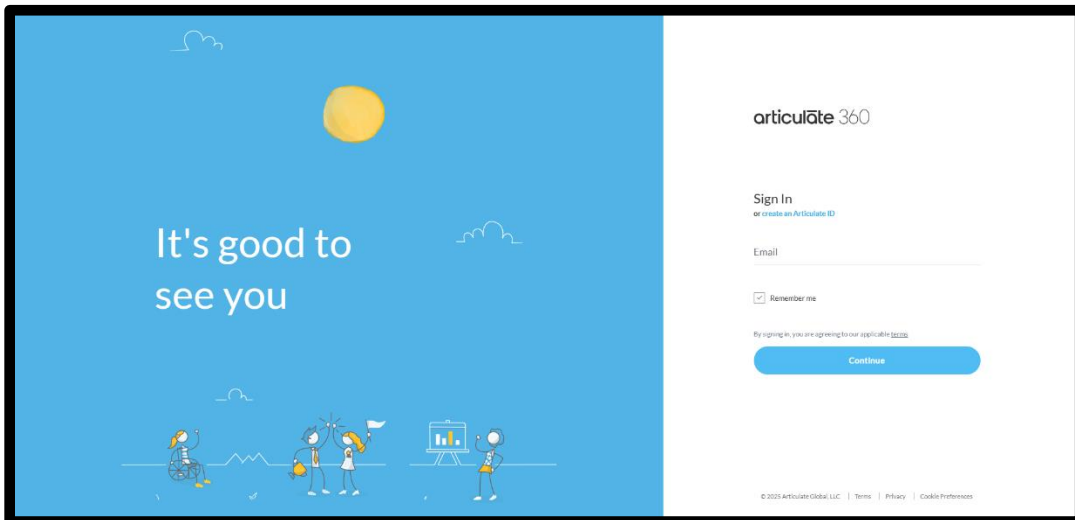 It's good to
see you
articulāte 360
Sign In
or create an Articulate ID
Email
Remember me
By signing in, you are agreeing to our applicable terms
Continue
© 2025 Articulate Global, LLC | Terms | Privacy | Cookie Preferences